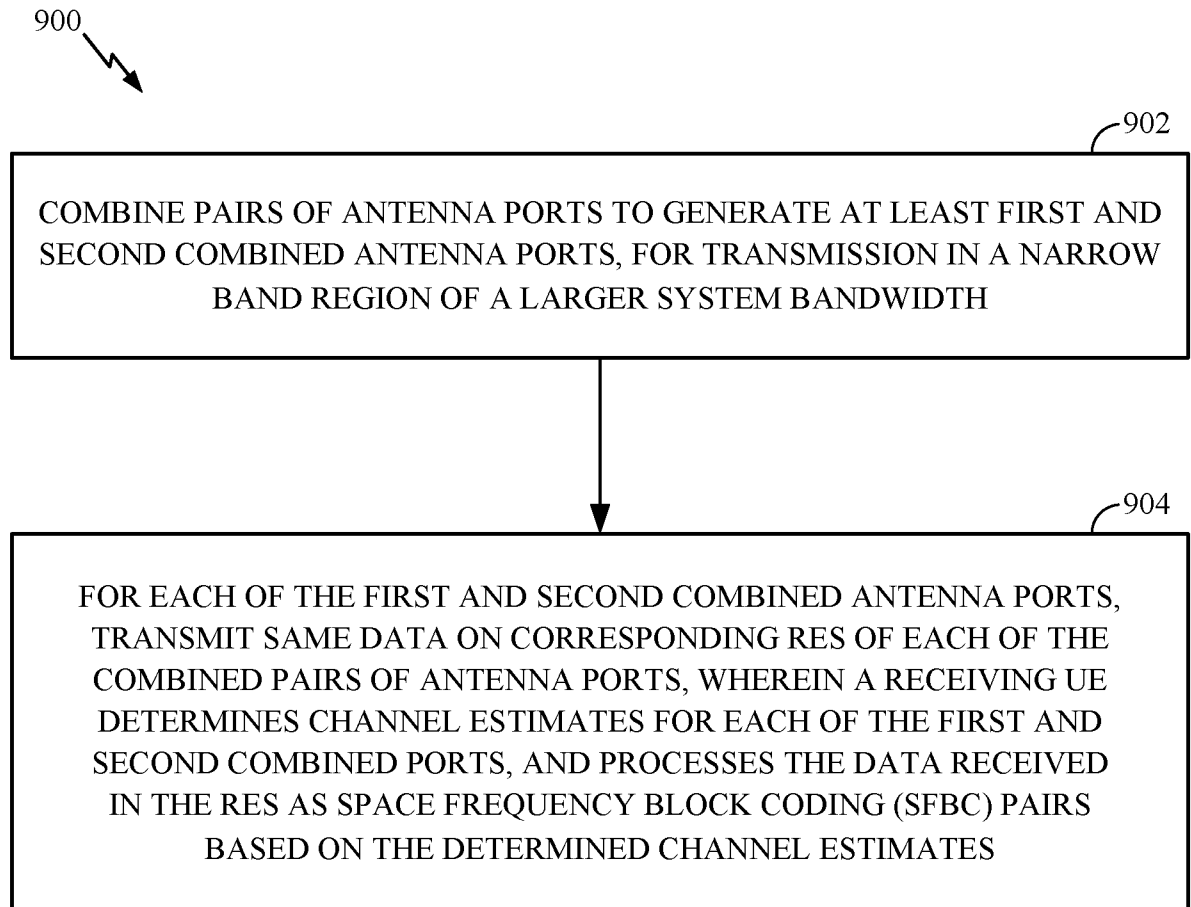 900
902
COMBINE PAIRS OF ANTENNA PORTS TO GENERATE AT LEAST FIRST AND
SECOND COMBINED ANTENNA PORTS, FOR TRANSMISSION IN A NARROW
BAND REGION OF A LARGER SYSTEM BANDWIDTH
904
FOR EACH OF THE FIRST AND SECOND COMBINED ANTENNA PORTS,
TRANSMIT SAME DATA ON CORRESPONDING RES OF EACH OF THE
COMBINED PAIRS OF ANTENNA PORTS, WHEREIN A RECEIVING UE
DETERMINES CHANNEL ESTIMATES FOR EACH OF THE FIRST AND
SECOND COMBINED PORTS, AND PROCESSES THE DATA RECEIVED
IN THE RES AS SPACE FREQUENCY BLOCK CODING (SFBC) PAIRS
BASED ON THE DETERMINED CHANNEL ESTIMATES